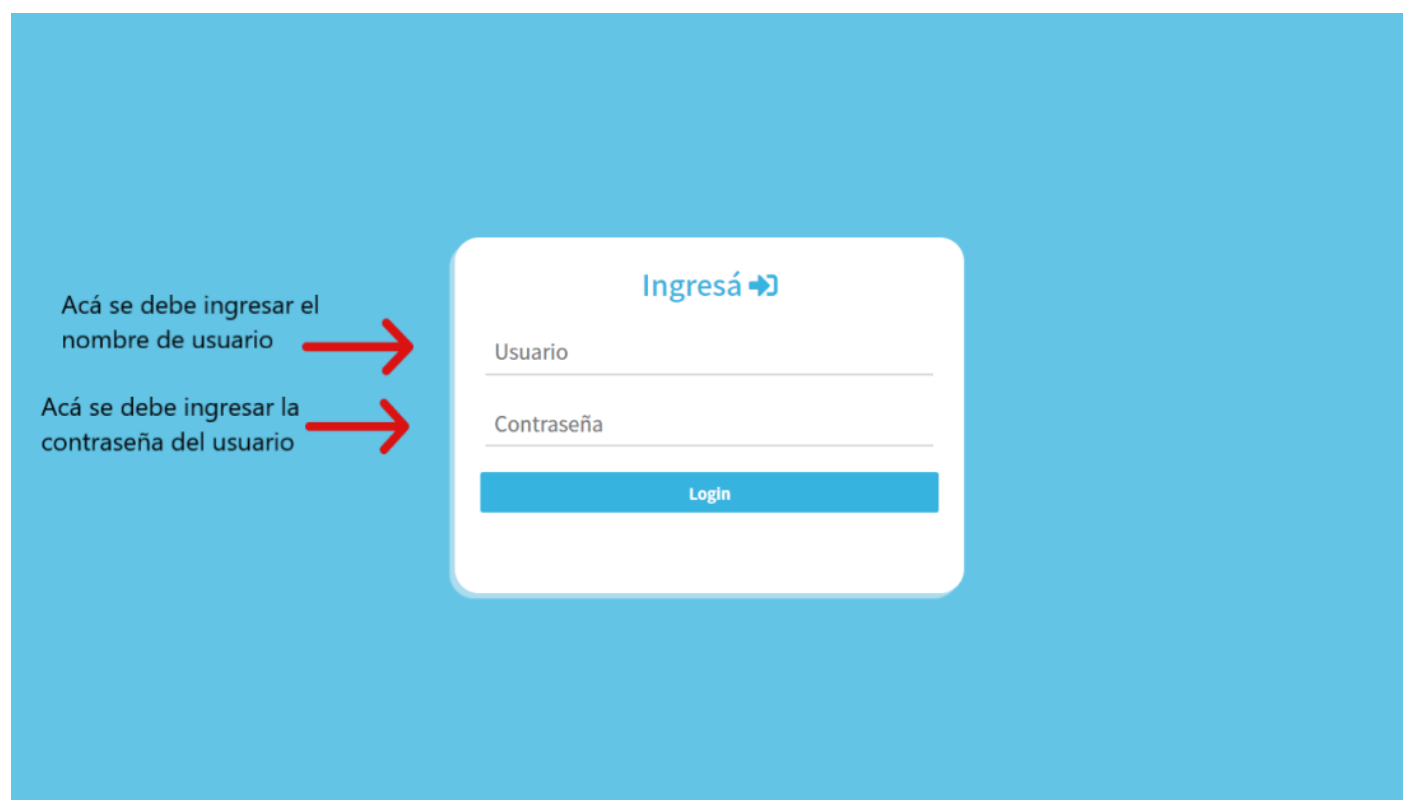 Ingresá
Acá se debe ingresar el
nombre de usuario
Usuario
Acá se debe ingresar la
contraseña del usuario
Contraseña
Login